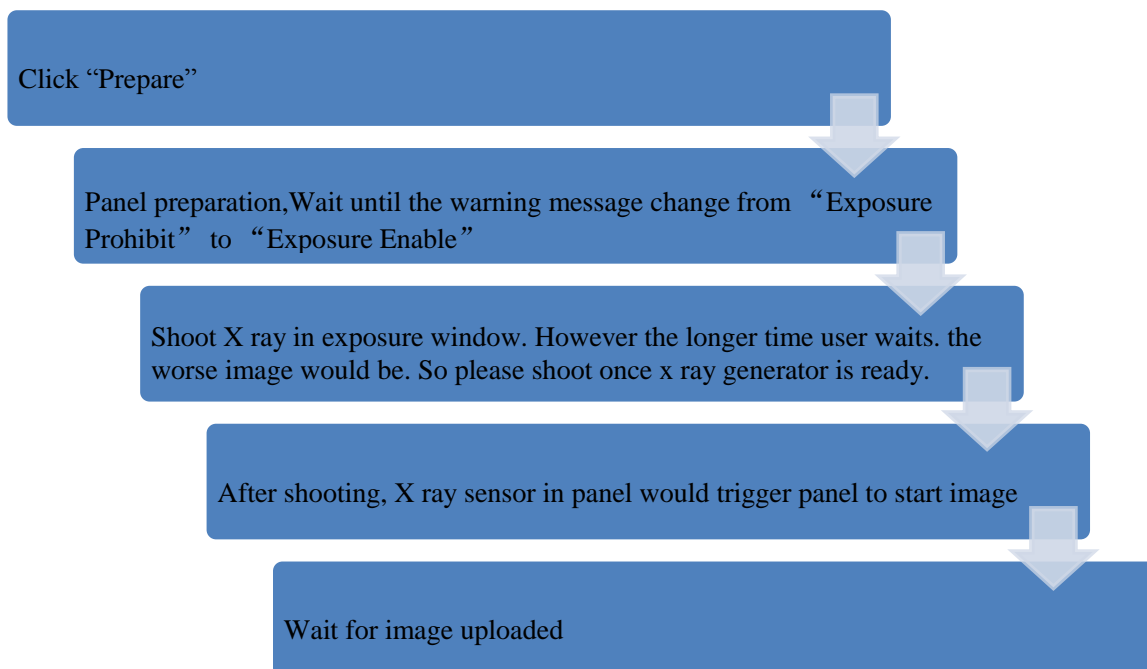 Click “Prepare”
Panel preparation,Wait until the warning message change from “Exposure
Prohibit” to “Exposure Enable”
Shoot X ray in exposure window. However the longer time user waits. the
worse image would be. So please shoot once x ray generator is ready.
After shooting, X ray sensor in panel would trigger panel to start image
Wait for image uploaded